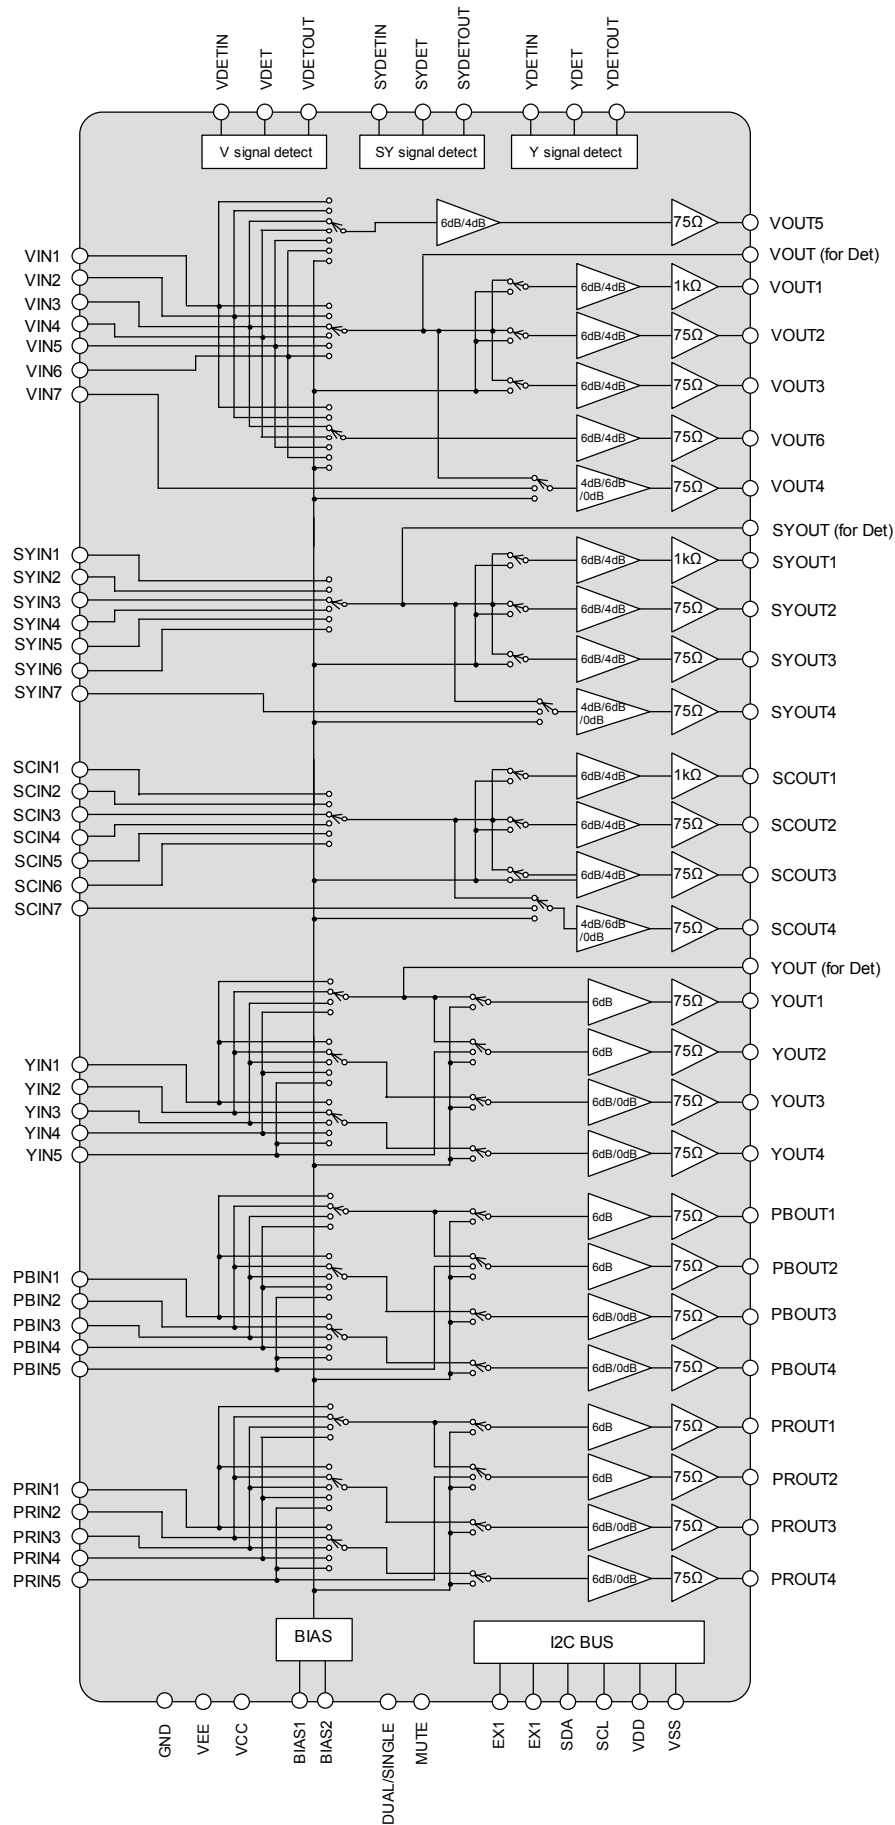 VDETIN
VDET
VDETOUT
SYDETIN
SYDET
SYDETOUT
YDETIN
YDET
YDETOUT
V signal detect
SY signal detect
Y signal detect
VIN1
VIN2
VIN3
VIN4
VIN5
VIN6
VIN7
6dB/4dB
75Ω
VOUT5
VOUT (for Det)
6dB/4dB
1kΩ
VOUT1
6dB/4dB
75Ω
VOUT2
6dB/4dB
75Ω
VOUT3
6dB/4dB
75Ω
VOUT6
4dB/6dB
/0dB
75Ω
VOUT4
SYIN1
SYIN2
SYIN3
SYIN4
SYIN5
SYIN6
SYIN7
SYOUT (for Det)
6dB/4dB
1kΩ
SYOUT1
6dB/4dB
75Ω
SYOUT2
6dB/4dB
75Ω
SYOUT3
4dB/6dB
/0dB
75Ω
SYOUT4
SCIN1
SCIN2
SCIN3
SCIN4
SCIN5
SCIN6
SCIN7
6dB/4dB
1kΩ
SCOUT1
6dB/4dB
75Ω
SCOUT2
6dB/4dB
75Ω
SCOUT3
4dB/6dB
/0dB
75Ω
SCOUT4
YIN1
YIN2
YIN3
YIN4
YIN5
YOUT (for Det)
6dB
75Ω
YOUT1
6dB
75Ω
YOUT2
6dB/0dB
75Ω
YOUT3
6dB/0dB
75Ω
YOUT4
PBIN1
PBIN2
PBIN3
PBIN4
PBIN5
6dB
75Ω
PBOUT1
6dB
75Ω
PBOUT2
6dB/0dB
75Ω
PBOUT3
6dB/0dB
75Ω
PBOUT4
PRIN1
PRIN2
PRIN3
PRIN4
PRIN5
6dB
75Ω
PROUT1
6dB
75Ω
PROUT2
6dB/0dB
75Ω
PROUT3
6dB/0dB
75Ω
PROUT4
BIAS
I2C BUS
GND
VEE
VCC
BIAS1
BIAS2
DUAL/SINGLE
MUTE
EX1
EX1
SDA
SCL
VDD
VSS